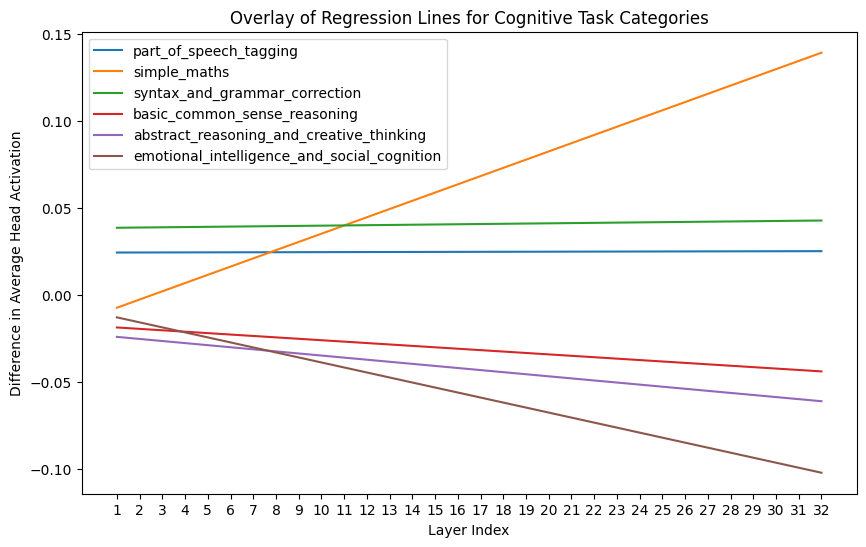 Overlay of Regression Lines for Cognitive Task Categories
part_of_speech_tagging
simple_maths
syntax_and_grammar_correction
basic_common_sense_reasoning
abstract_reasoning_and_creative_thinking
emotional_intelligence_and_social_cognition
Difference in Average Head Activation
0.15
0.10
0.05
0.00
−0.05
−0.10
1 2 3 4 5 6 7 8 9 10 11 12 13 14 15 16 17 18 19 20 21 22 23 24 25 26 27 28 29 30 31 32
Layer Index